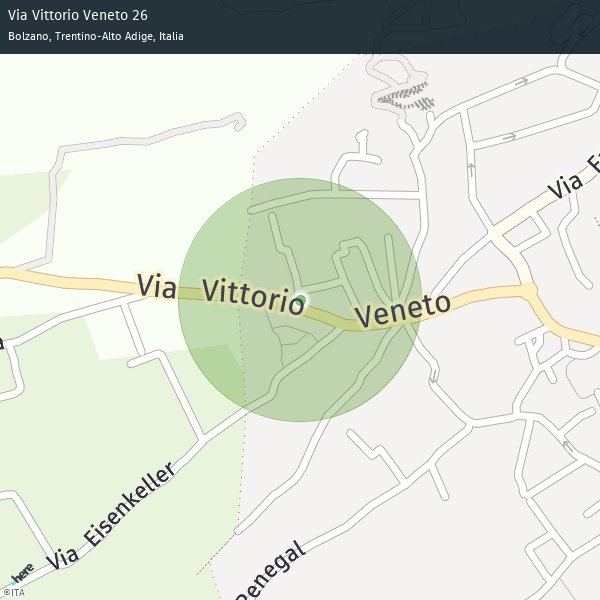 Via Vittorio Veneto 26
Bolzano, Trentino-Alto Adige, Italia
Via
Via Vittorio Veneto
a
Via Eisenkeller
Penegal
here
©ITA